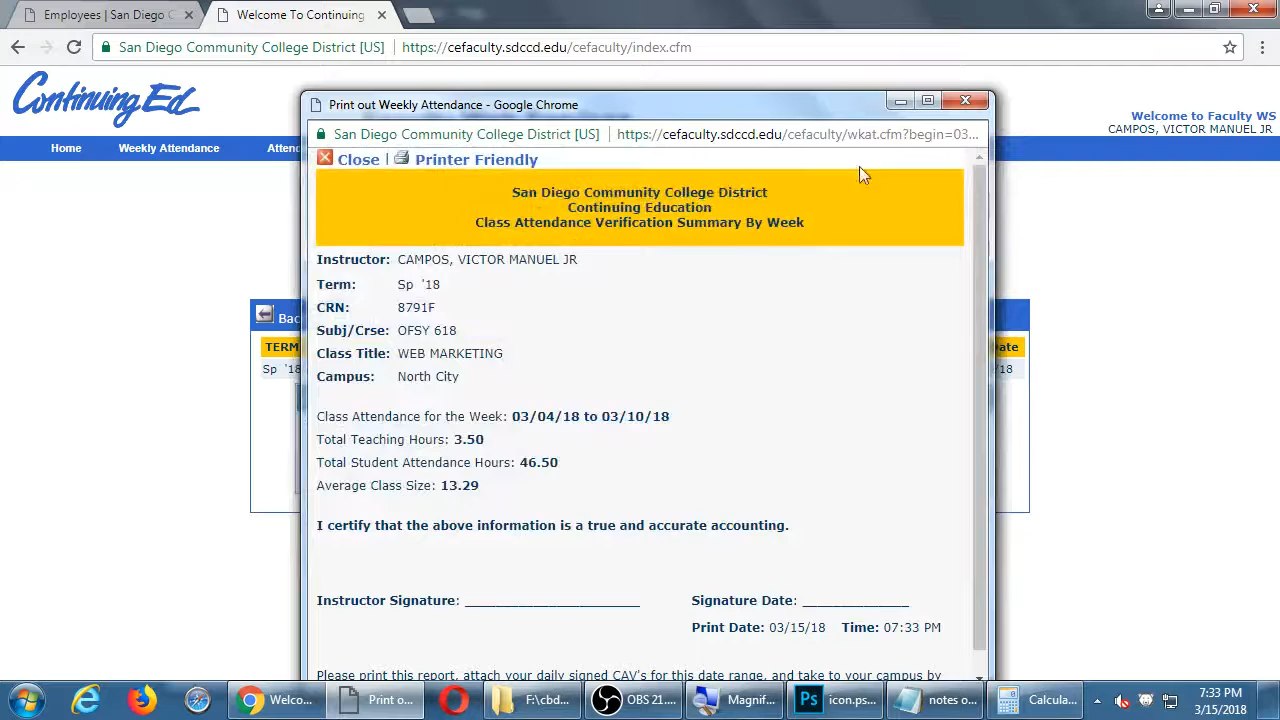 Employees | San Diego C
Welcome To Continuing
San Diego Community College District [US]
https://cefaculty.sdccd.edu/cefaculty/index.cfm
Continuing Ed
Welcome to Faculty WS
CAMPOS, VICTOR MANUEL JR
Home
Weekly Attendance
Atten
Print out Weekly Attendance - Google Chrome
San Diego Community College District [US]
https://cefaculty.sdccd.edu/cefaculty/wkat.cfm?begin=03...
Close | Printer Friendly
San Diego Community College District
Continuing Education
Class Attendance Verification Summary By Week
Instructor: CAMPOS, VICTOR MANUEL JR
Term: Sp '18
CRN: 8791F
Subj/Crse: OFSY 618
Class Title: WEB MARKETING
Campus: North City
Class Attendance for the Week: 03/04/18 to 03/10/18
Total Teaching Hours: 3.50
Total Student Attendance Hours: 46.50
Average Class Size: 13.29
I certify that the above information is a true and accurate accounting.
Instructor Signature: ______________________
Signature Date: ______________
Print Date: 03/15/18 Time: 07:33 PM
Please print this report, attach your daily signed CAV's for this date range, and take to your campus by
Bac
TERM
Sp '18
ate
/18
Welco...
Print o...
F:\cbd...
OBS 21....
Magnif...
Ps
icon.ps...
notes o...
Calcula...
7:33 PM
3/15/2018